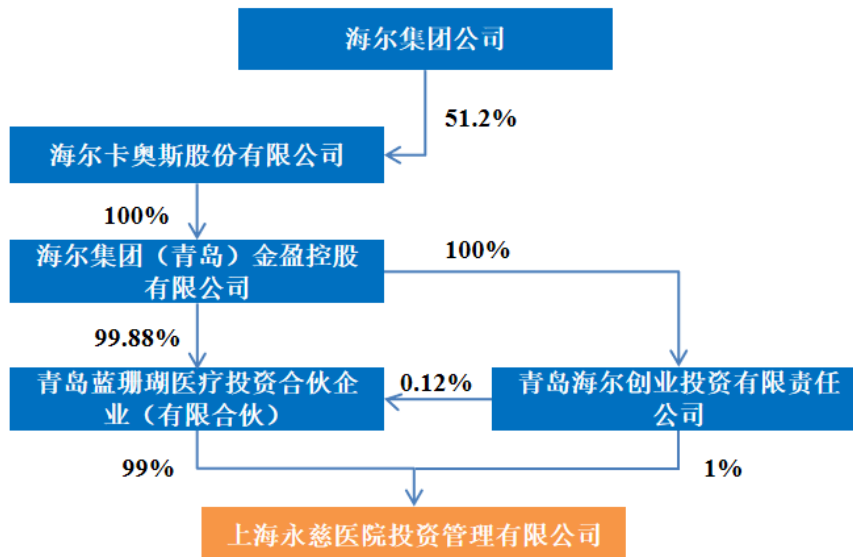 海尔集团公司
51.2%
海尔卡奥斯股份有限公司
100%
海尔集团（青岛）金盈控股
有限公司
100%
99.88%
青岛蓝珊瑚医疗投资合伙企
业（有限合伙）
0.12%
青岛海尔创业投资有限责任
公司
99%
1%
上海永慈医院投资管理有限公司